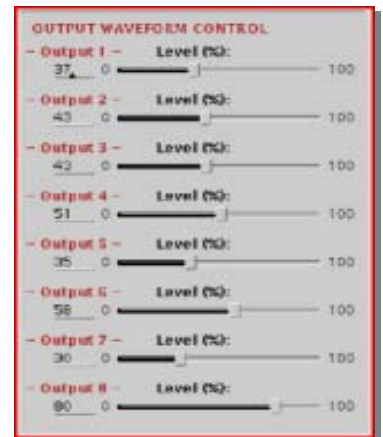 OUTPUT WAVEFORM CONTROL
– Output 1 – Level (%):
37 0 100
– Output 2 – Level (%):
43 0 100
– Output 3 – Level (%):
43 0 100
– Output 4 – Level (%):
51 0 100
– Output 5 – Level (%):
35 0 100
– Output 6 – Level (%):
58 0 100
– Output 7 – Level (%):
30 0 100
– Output 8 – Level (%):
80 0 100